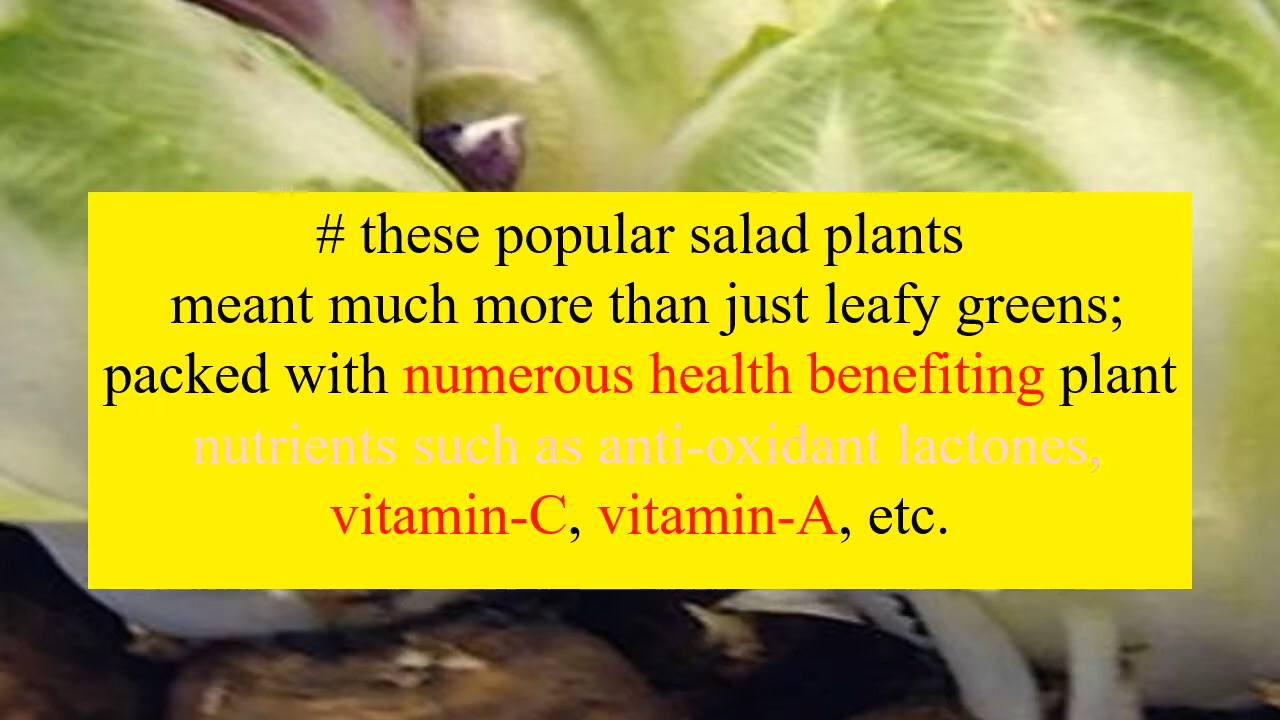 # these popular salad plants
meant much more than just leafy greens;
packed with numerous health benefiting plant
nutrients such as anti-oxidant lactones,
vitamin-C, vitamin-A, etc.